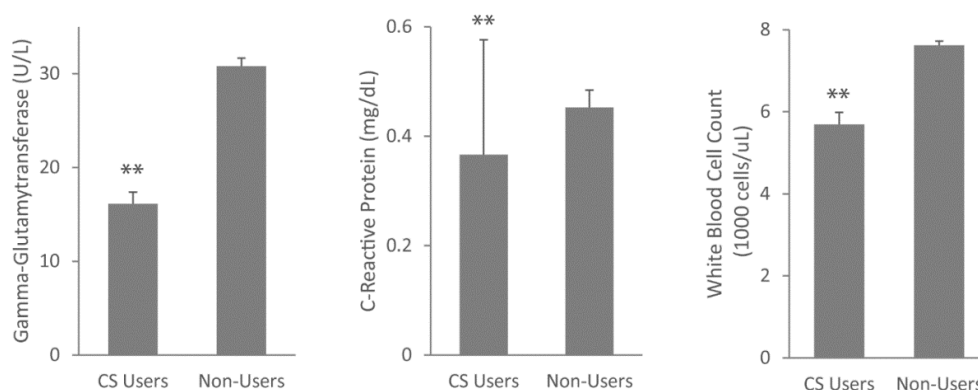 Gamma-Glutamytransferase (U/L)
30
20
10
0
**
CS Users
Non-Users
C-Reactive Protein (mg/dL)
0.6
0.4
0.2
0
**
CS Users
Non-Users
White Blood Cell Count
(1000 cells/uL)
8
6
4
2
0
**
CS Users
Non-Users